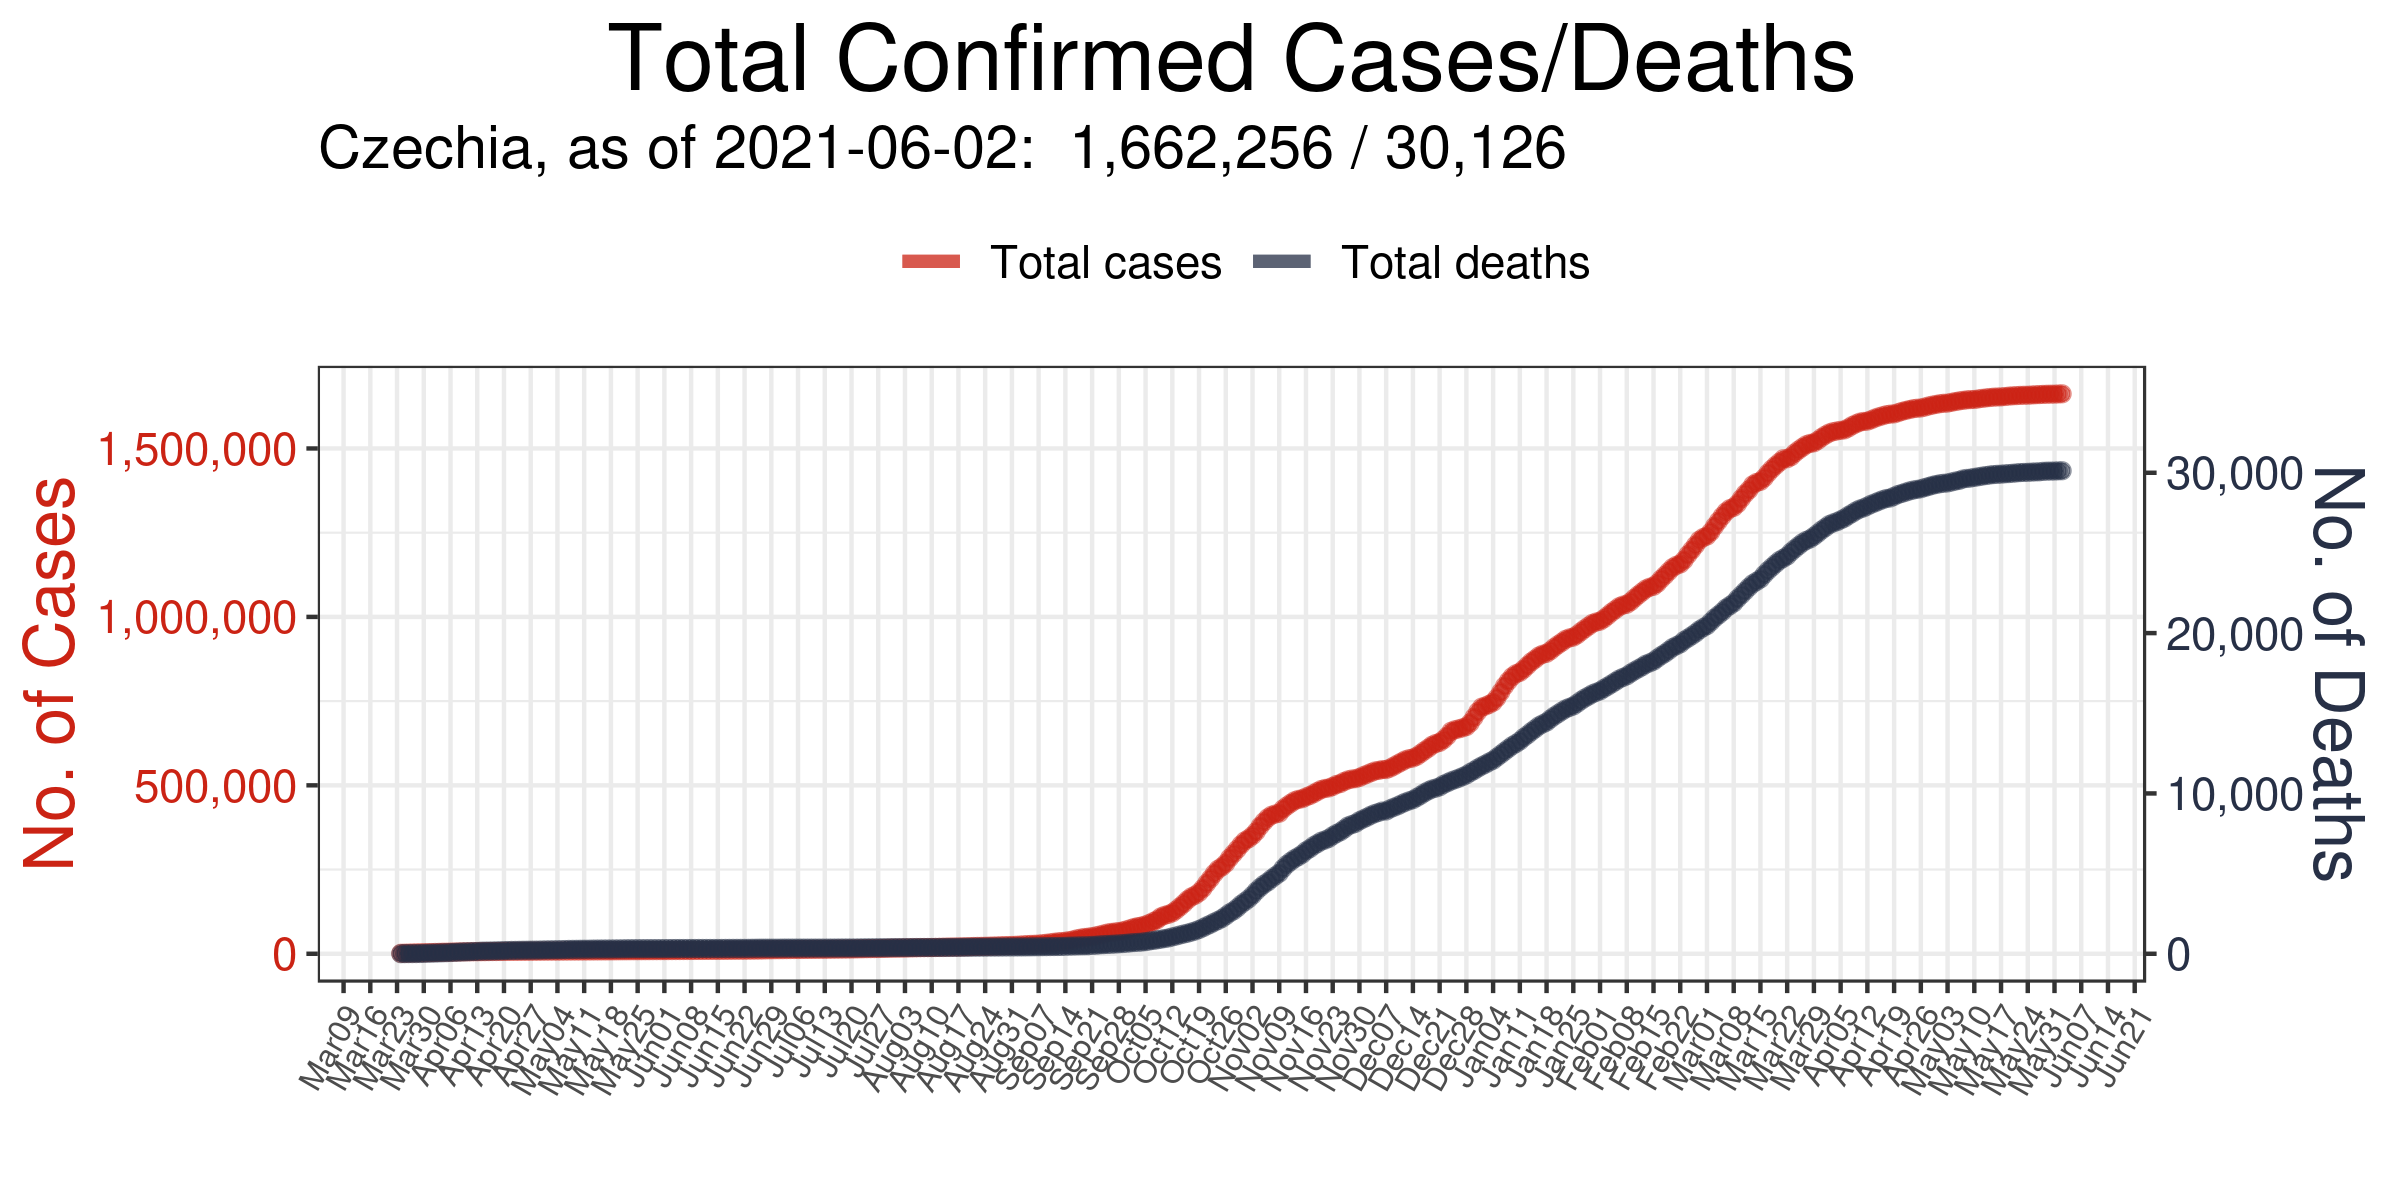 Total Confirmed Cases/Deaths
Czechia, as of 2021-06-02:  1,662,256 / 30,126
Total cases
Total deaths
No. of Cases
1,500,000
1,000,000
500,000
0
30,000
20,000
10,000
0
No. of Deaths
Mar09
Mar16
Mar23
Mar30
Apr06
Apr13
Apr20
Apr27
May04
May11
May18
May25
Jun01
Jun08
Jun15
Jun22
Jun29
Jul06
Jul13
Jul20
Jul27
Aug03
Aug10
Aug17
Aug24
Aug31
Sep07
Sep14
Sep21
Sep28
Oct05
Oct12
Oct19
Oct26
Nov02
Nov09
Nov16
Nov23
Nov30
Dec07
Dec14
Dec21
Dec28
Jan04
Jan11
Jan18
Jan25
Feb01
Feb08
Feb15
Feb22
Mar01
Mar08
Mar15
Mar22
Mar29
Apr05
Apr12
Apr19
Apr26
May03
May10
May17
May24
May31
Jun07
Jun14
Jun21